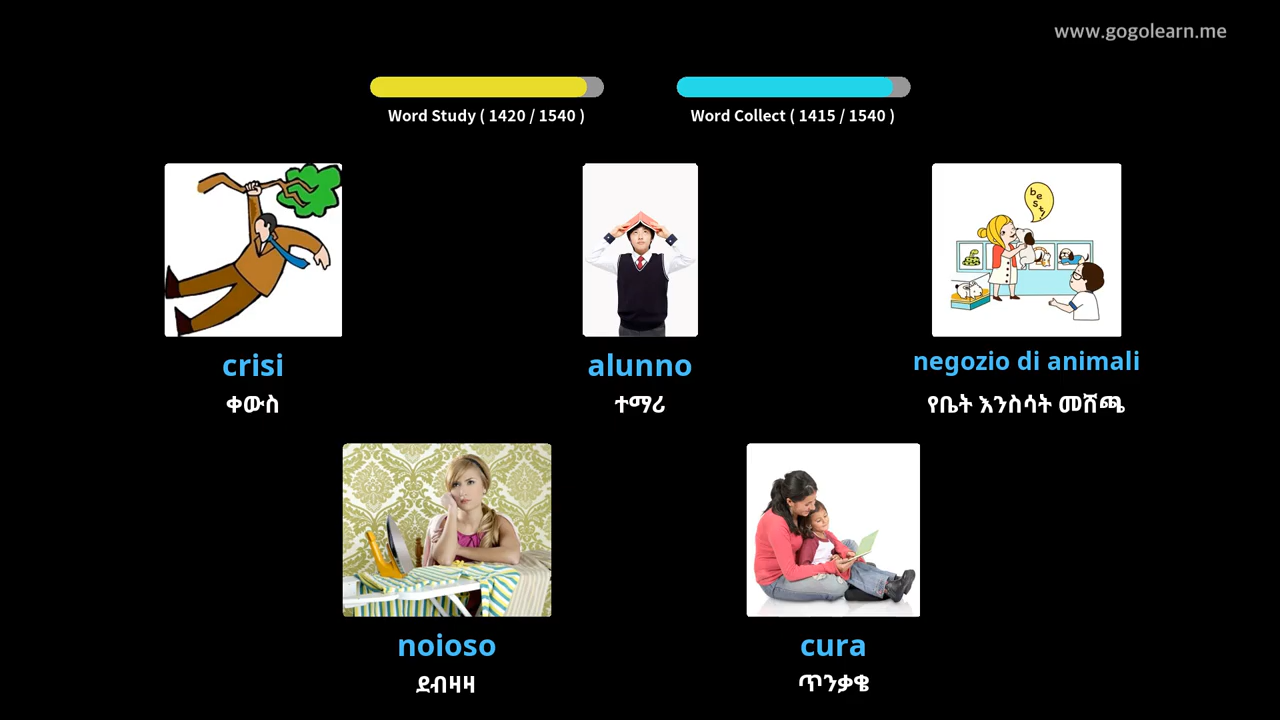 www.gogolearn.me
Word Study ( 1420 / 1540 )
Word Collect ( 1415 / 1540 )
best!
crisi
alunno
negozio di animali
ቀውስ
ተማሪ
የቤት እንስሳት መሸጫ
noioso
cura
ደብዛዛ
ጥንቃቄ